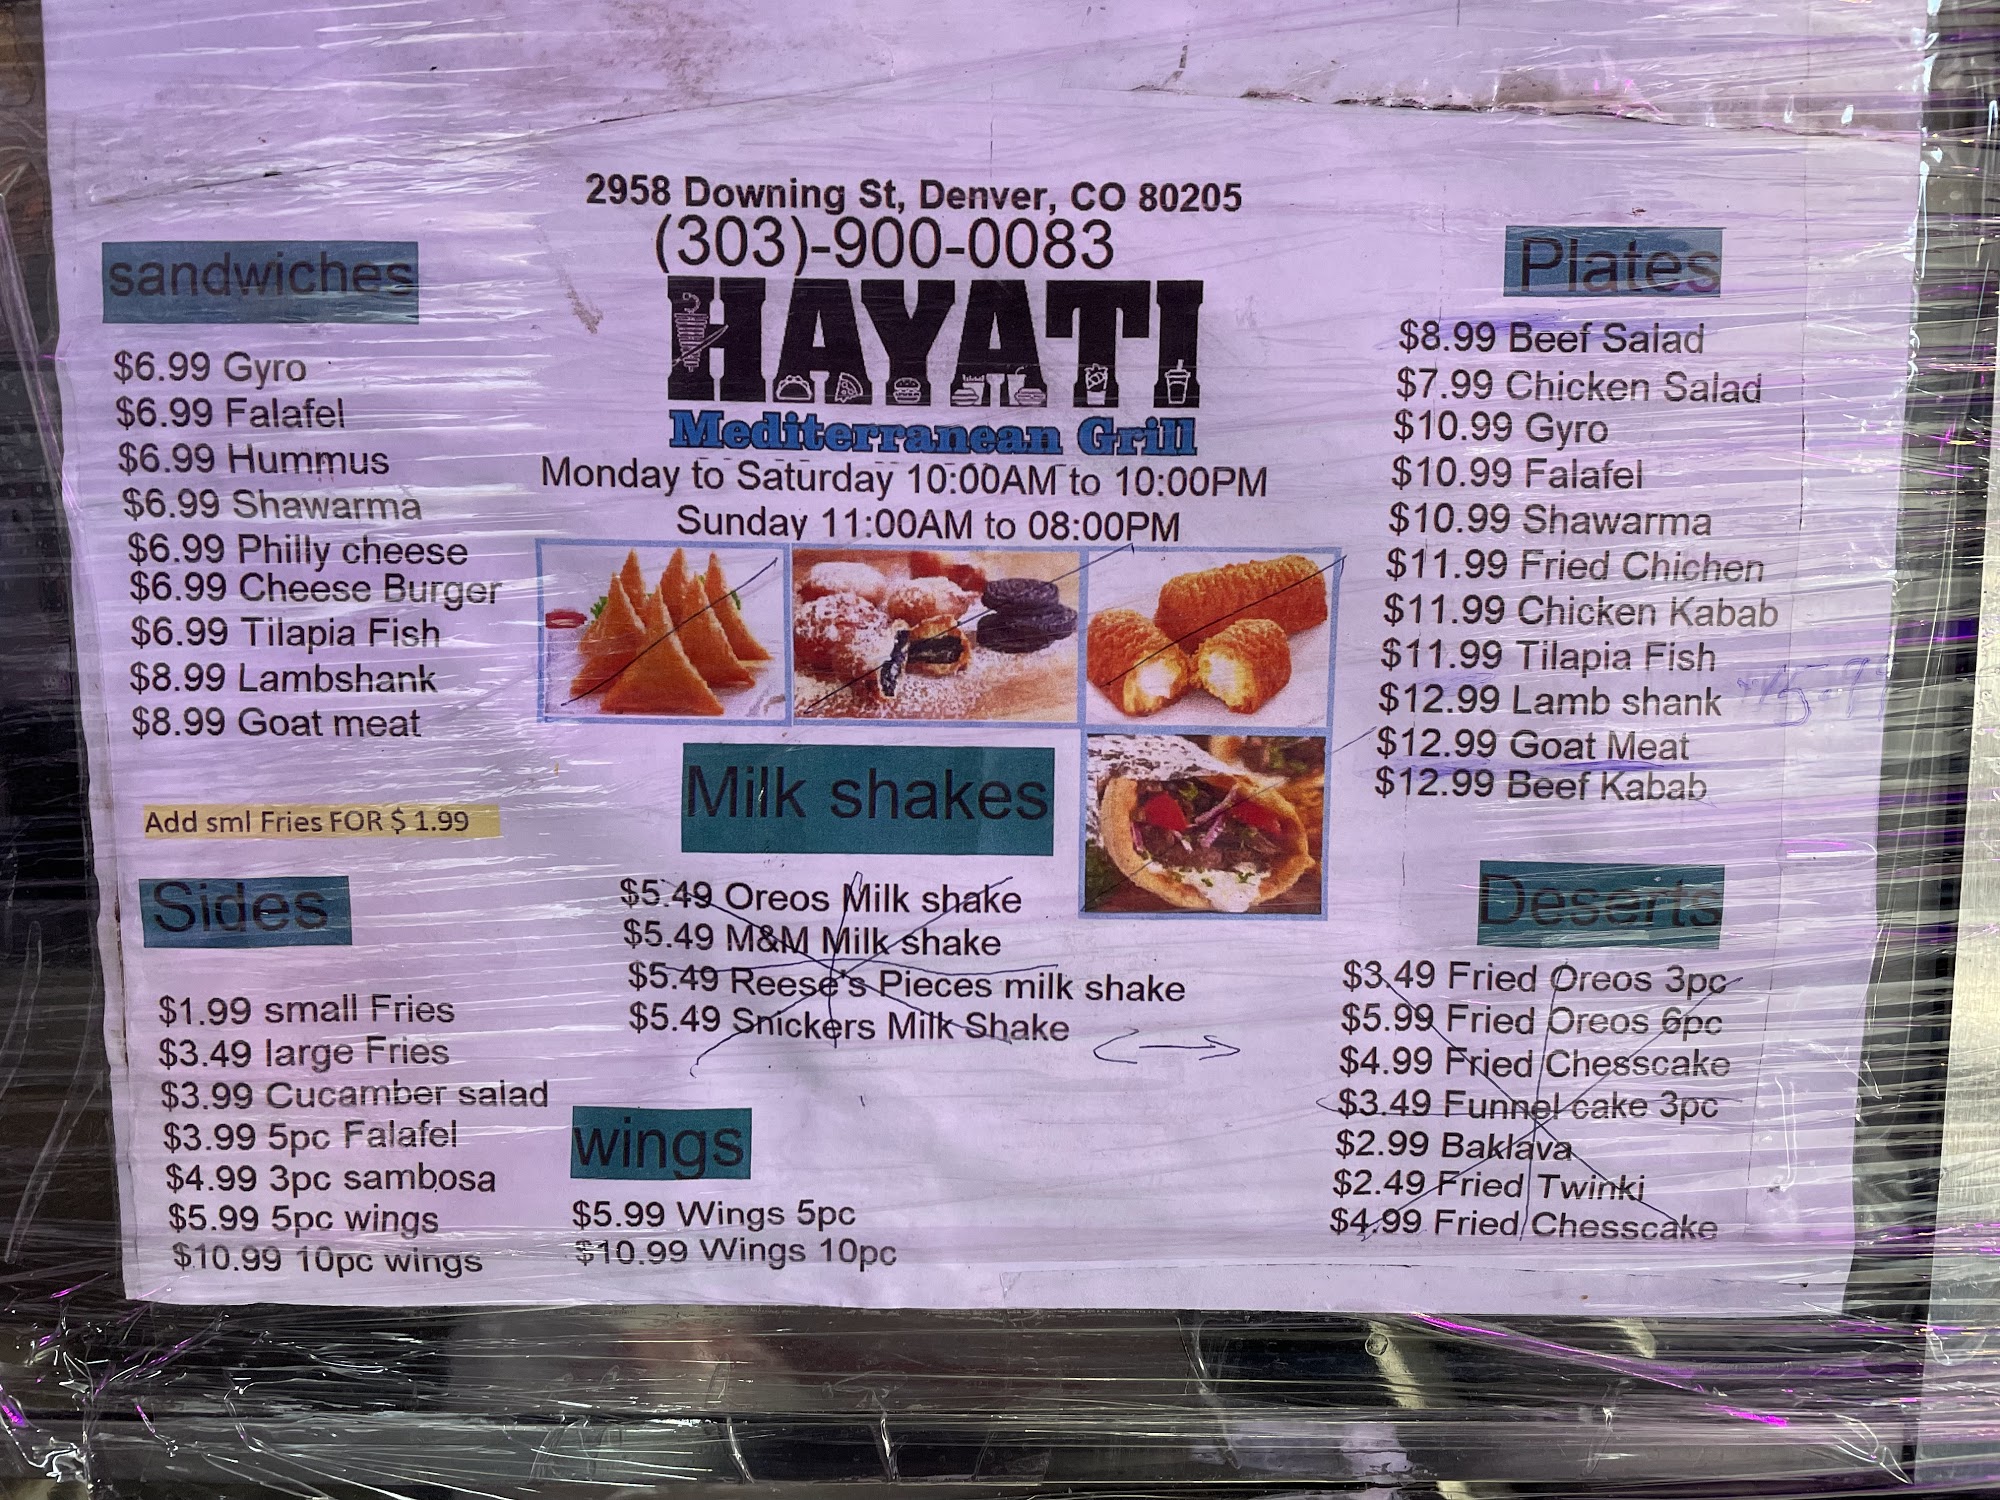 2958 Downing St, Denver, CO 80205
(303)-900-0083
HAYATI
Mediterranean Grill
Monday to Saturday 10:00AM to 10:00PM
Sunday 11:00AM to 08:00PM
sandwiches
$6.99 Gyro
$6.99 Falafel
$6.99 Hummus
$6.99 Shawarma
$6.99 Philly cheese
$6.99 Cheese Burger
$6.99 Tilapia Fish
$8.99 Lambshank
$8.99 Goat meat
Add sml Fries FOR $ 1.99
Sides
$1.99 small Fries
$3.49 large Fries
$3.99 Cucamber salad
$3.99 5pc Falafel
$4.99 3pc sambosa
$5.99 5pc wings
$10.99 10pc wings
Milk shakes
$5.49 Oreos Milk shake
$5.49 M&M Milk shake
$5.49 Reese's Pieces milk shake
$5.49 Snickers Milk Shake
wings
$5.99 Wings 5pc
$10.99 Wings 10pc
Plates
$8.99 Beef Salad
$7.99 Chicken Salad
$10.99 Gyro
$10.99 Falafel
$10.99 Shawarma
$11.99 Fried Chichen
$11.99 Chicken Kabab
$11.99 Tilapia Fish
$12.99 Lamb shank
$12.99 Goat Meat
$12.99 Beef Kabab
Deserts
$3.49 Fried Oreos 3pc
$5.99 Fried Oreos 6pc
$4.99 Fried Chesscake
$3.49 Funnel cake 3pc
$2.99 Baklava
$2.49 Fried Twinki
$4.99 Fried Chesscake